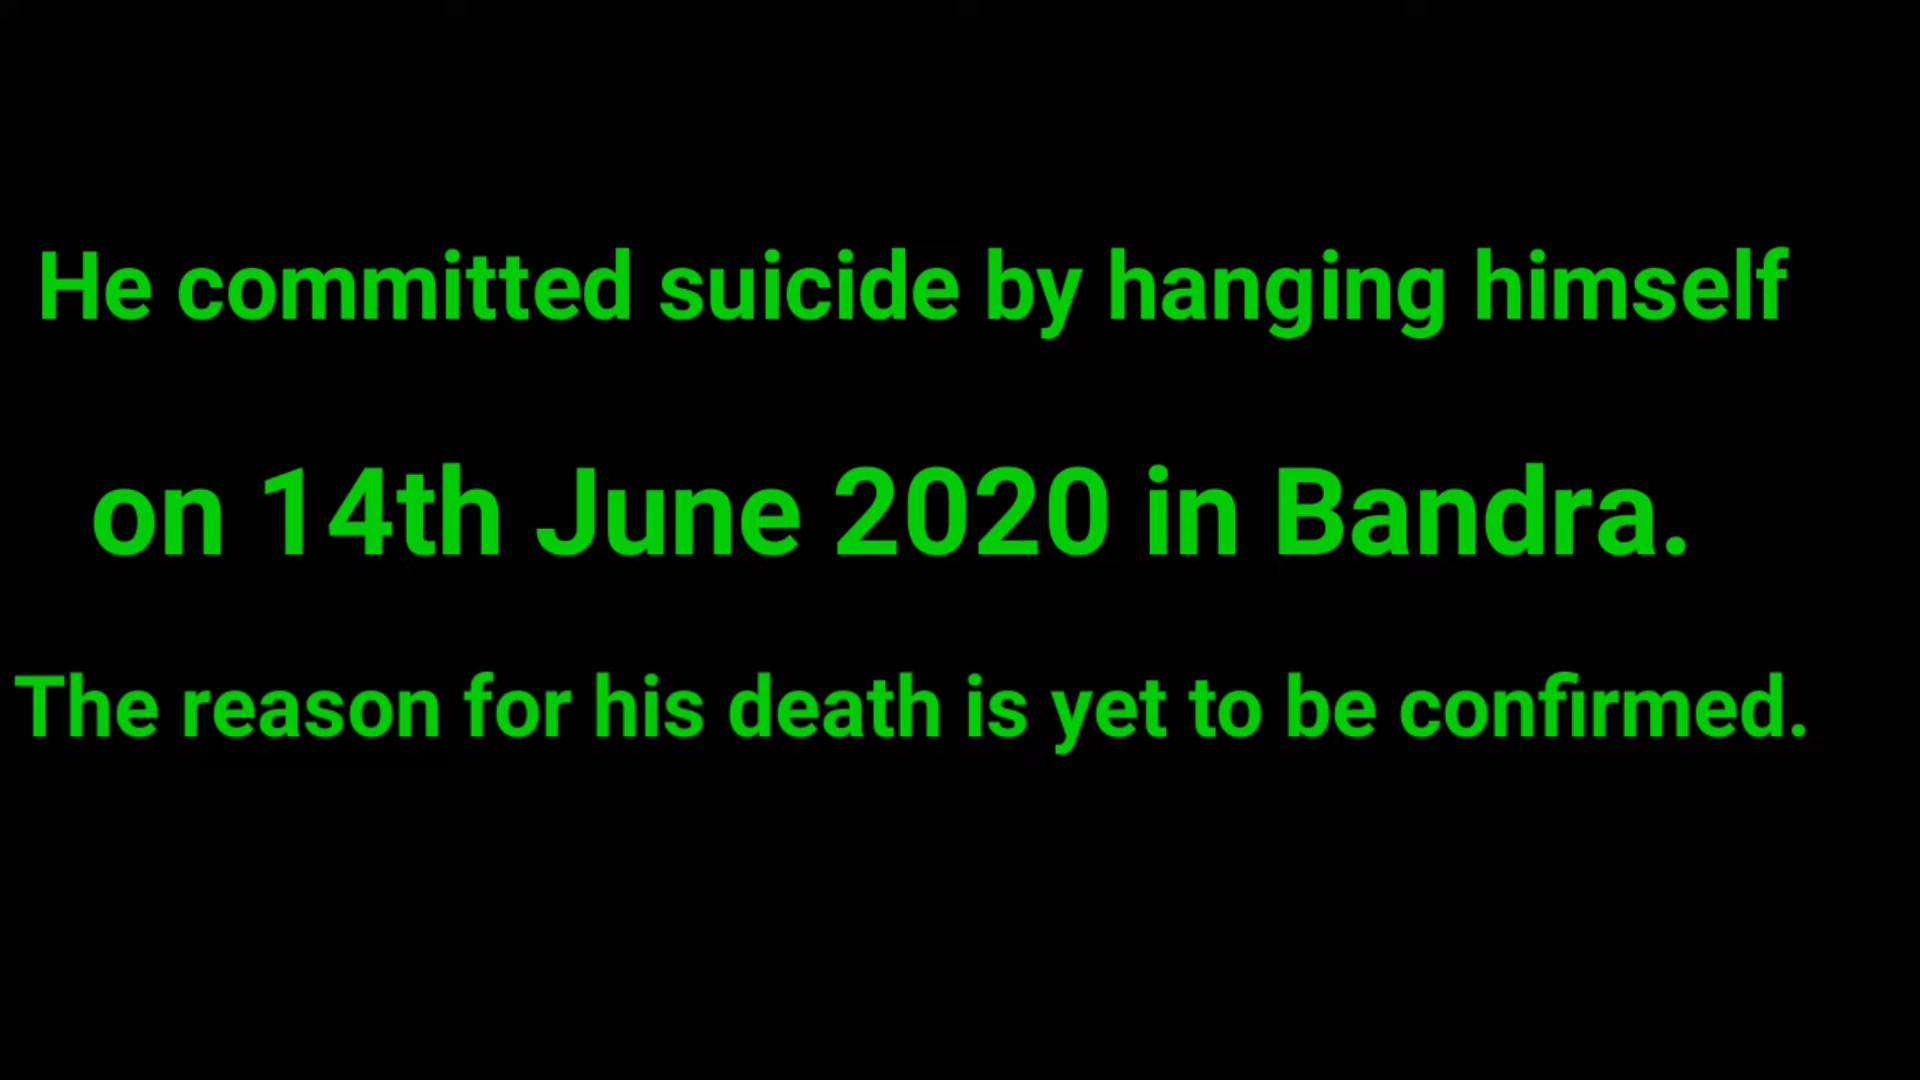 He committed suicide by hanging himself
on 14th June 2020 in Bandra.
The reason for his death is yet to be confirmed.